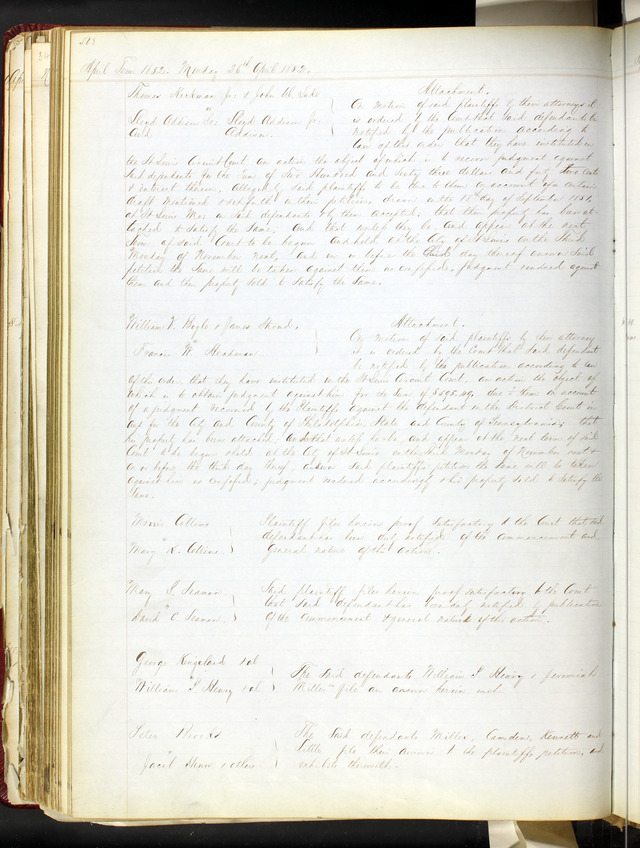 April Term 1852. Monday 26th April 1852.
Thomas Hickman Jr. & John W. Luke
vs
Lloyd Addison Sr. Lloyd Addison Jr.
and Addison.
Attachment.
On motion of said plaintiffs by their attorneys it
is ordered by the Court that said defendants be
notified by the publication according to
law of this order that they have instituted in
the St Louis Circuit Court an action the object of which is to recover judgment against
said defendants for the sum of Two Hundred and sixty three dollars and forty two cents
& interest thereon, alleged by said plaintiffs to be due to them on account of a certain
draft mentioned & set forth in their petition, drawn on the day of September 1851,
at St Louis Mo. on said defendants & by them accepted, that their property has been at-
tached to satisfy the same. And that unless they be and appear at the next
term of said Court to be begun and held at the City of St Louis on the third
Monday of November next, and on or before the third day thereof answer said
petition the same will be taken against them as confessed, judgment rendered against
them and their property sold to satisfy the same.
William V. Boyle & James
vs
Francis W. Headman
Attachment.
On motion of said plaintiffs by their attorney
it is ordered by the Court that said defendant
be notified by the publication according to law
of this order that they have instituted in the St Louis Circuit Court, an action the object of
which is to obtain judgment against him for the sum of $595.49, due to them on account
of a judgment recovered by the plaintiffs against the defendant in the District Court in
and for the City and County of Philadelphia, State and County of Pennsylvania; that
his property has been attached; and that unless he be and appear at the next term of said
Court to be begun & held at the City of St Louis on the third Monday of November next &
on or before the third day thereof, answer said plaintiffs petition the same will be taken
against him as confessed, & judgment rendered accordingly & his property sold to satisfy the
same.
Morris Collins
vs
Mary K. Collins
Plaintiff files herein proof satisfactory to the Court that said
defendant has been duly notified of the commencement and
general nature of this action.
Mary S. Seaman
vs
David C. Seaman.
Said plaintiff files herein proof satisfactory to the Court
that said defendant has been duly notified by publication
of the commencement & general nature of this action.
George Kingsland et al
vs
William P. Henry et al
The said defendants William P. Henry & Jeremiah
Miller file an answer herein
Peter
vs
Jacob & others
The said defendants Miller, Camden, Kennett and
Little file their answer to the plaintiffs petition, and
exhibits therewith.